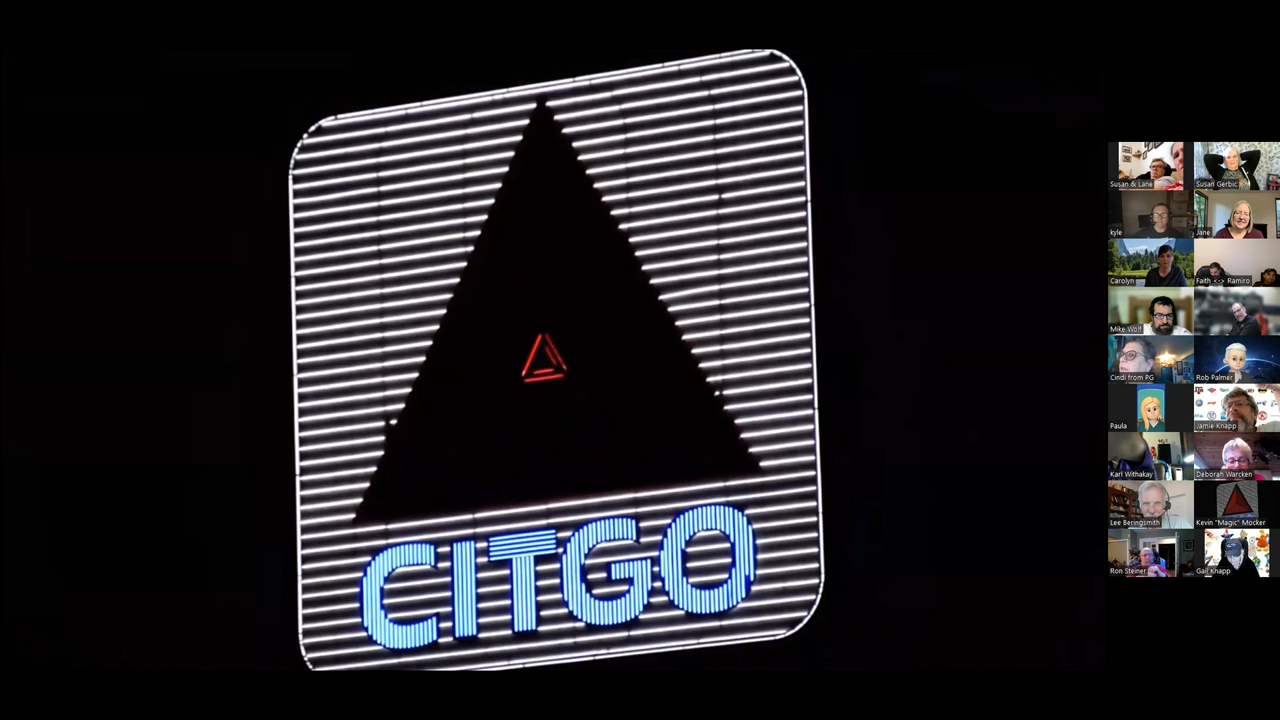 CITGO
Susan & Lane
Susan Gerbic
kyle
Jane
Carolyn
Faith <-> Ramiro
Mike Wolf
Cindi from PG
Rob Palmer
Paula
Jamie Knapp
Karl Withakay
Deborah Warcken
Lee Beringsmith
Kevin "Magic" Mocker
Ron Steiner
Gail Knapp